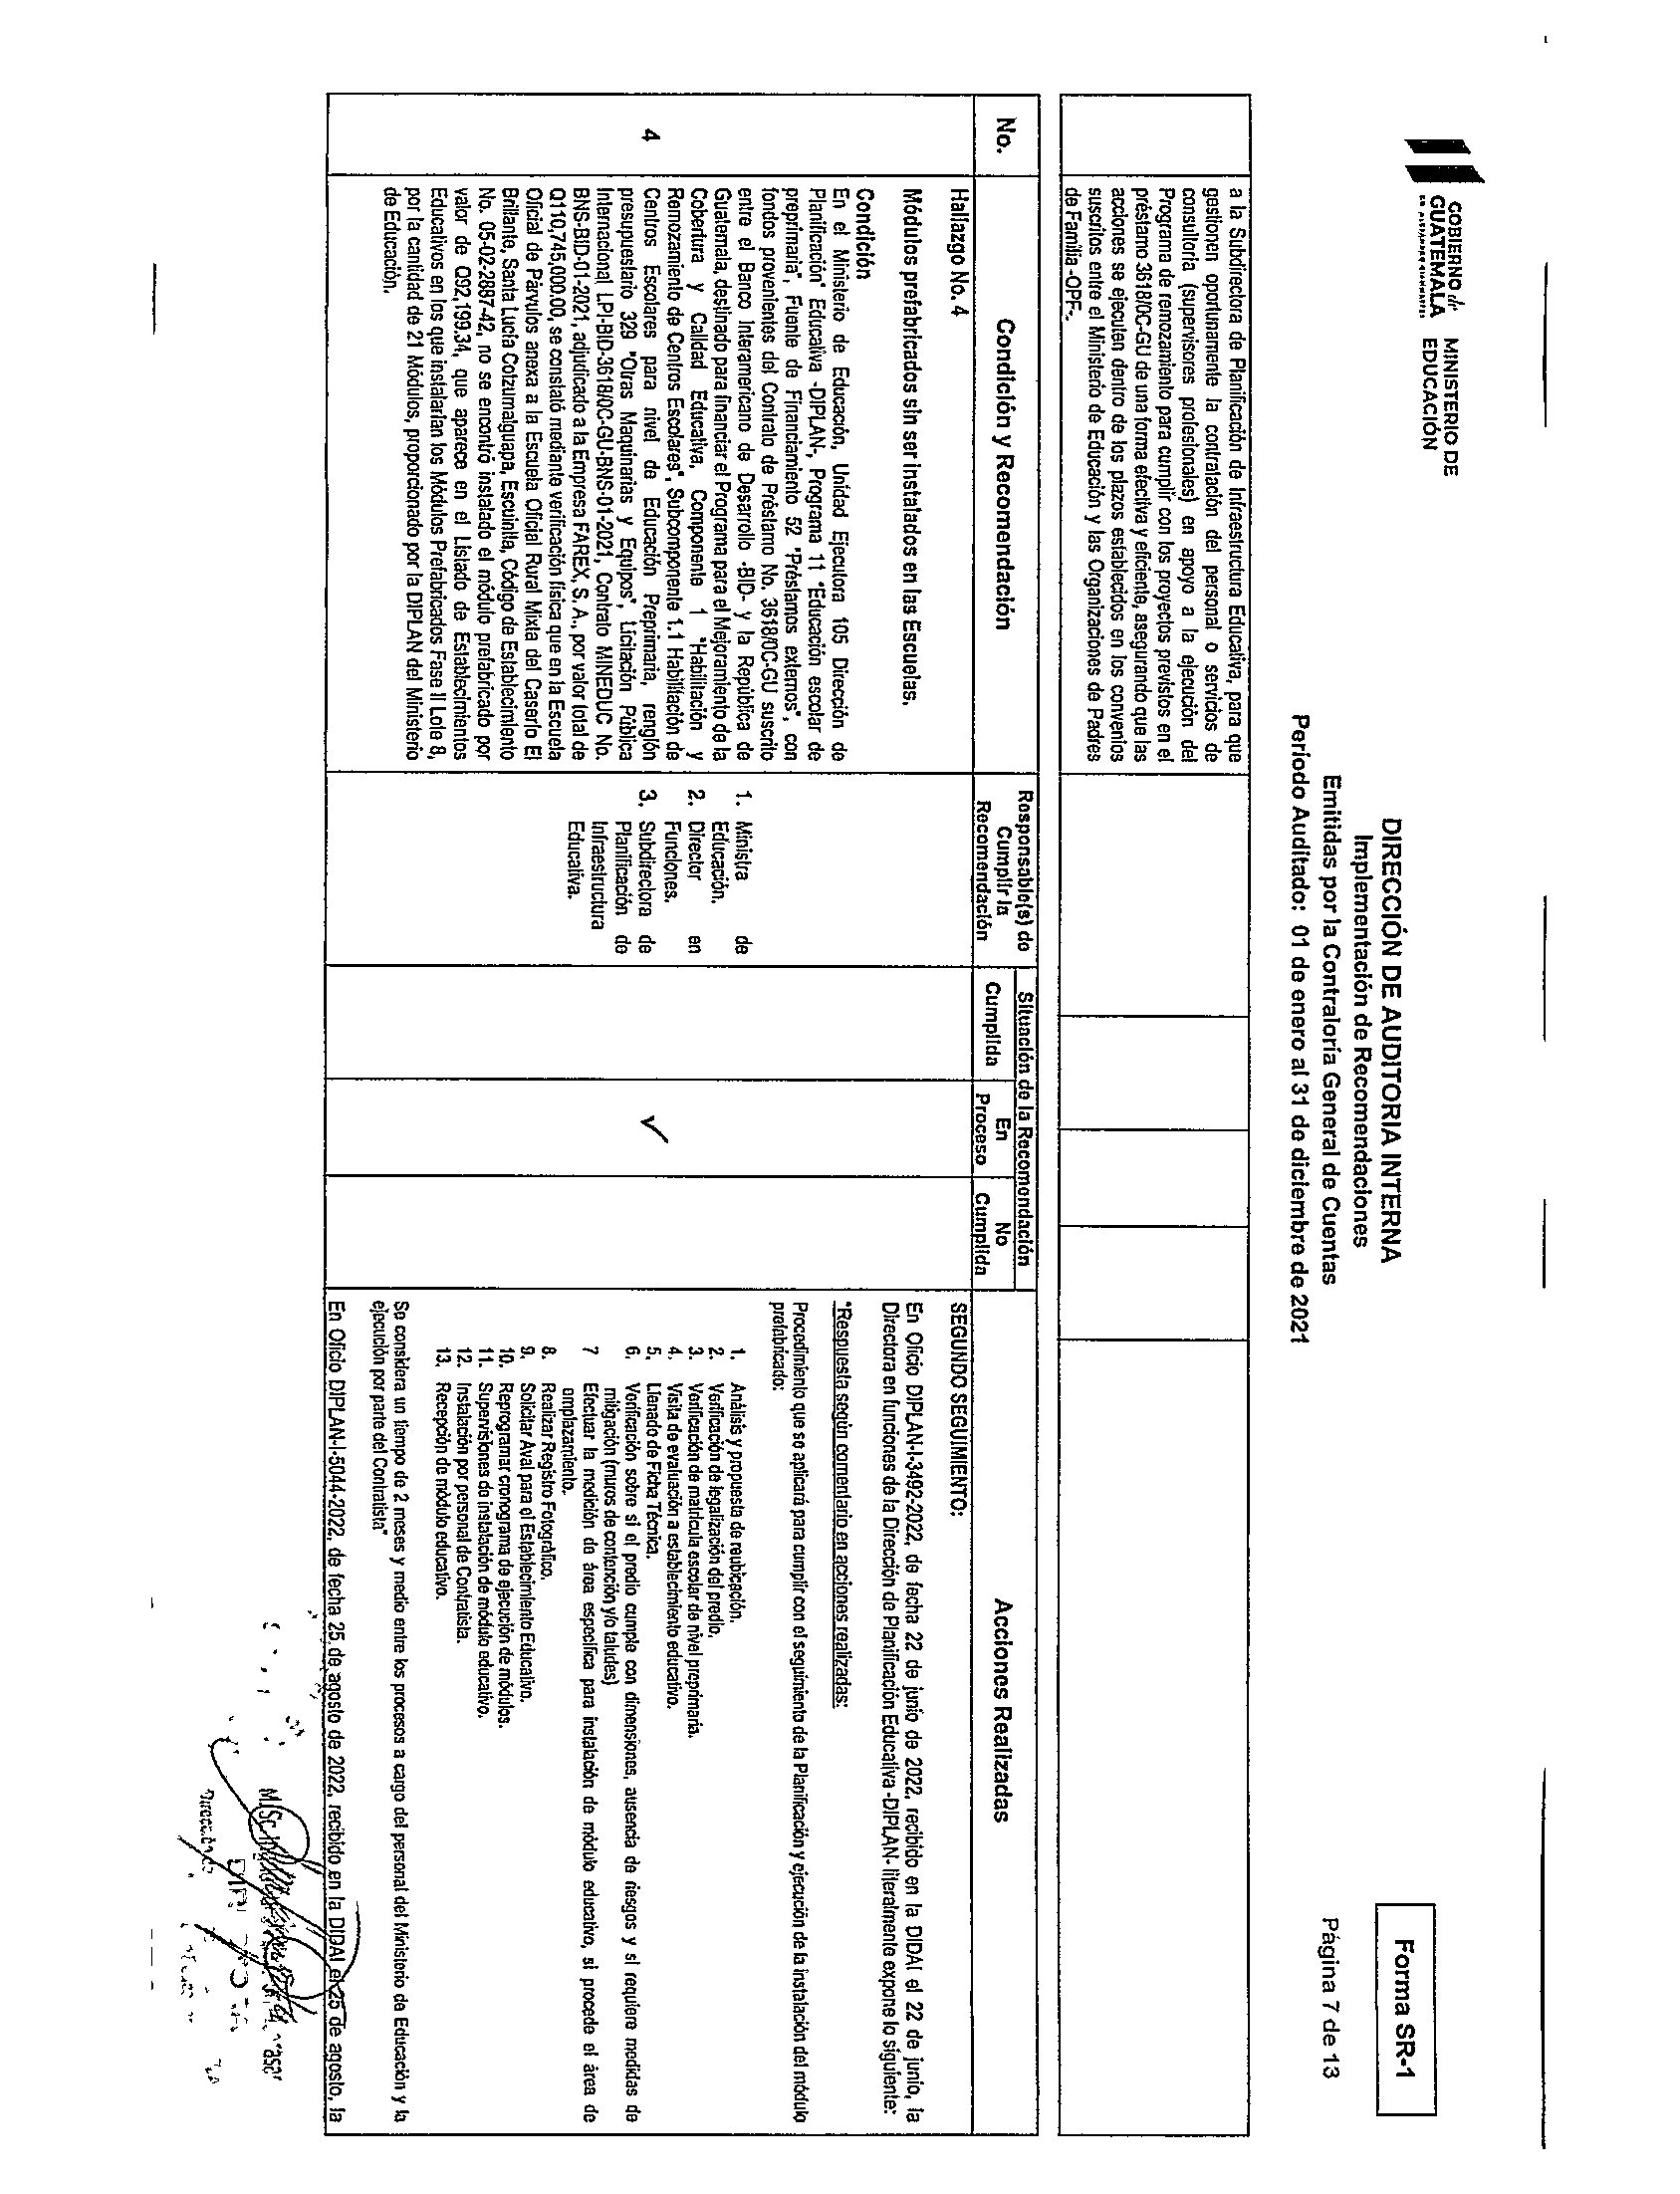 GOBIERNO de
GUATEMALA
MINISTERIO DE
EDUCACIÓN
DIRECCIÓN DE AUDITORIA INTERNA
Implementación de Recomendaciones
Emitidas por la Contraloría General de Cuentas
Período Auditado: 01 de enero al 31 de diciembre de 2021
Forma SR-1
Página 7 de 13
a la Subdirectora de Planificación de Infraestructura Educativa, para que
gestionen oportunamente la contratación del personal o servicios de
consultoría (supervisores profesionales) en apoyo a la ejecución del
Programa de remozamiento para cumplir con los proyectos previstos en el
préstamo 3618/0C-GU de una forma efectiva y eficiente, asegurando que las
acciones se ejecuten dentro de los plazos establecidos en los convenios
suscritos entre el Ministerio de Educación y las Organizaciones de Padres
de Familia -OPF-.
No.
Condición y Recomendación
Responsable(s) de
Cumplir la
Recomendación
Situación de la Recomendación
Cumplida
En
Proceso
No
Cumplida
Acciones Realizadas
4
Hallazgo No. 4
Módulos prefabricados sin ser instalados en las Escuelas.
Condición
En el Ministerio de Educación, Unidad Ejecutora 105 Dirección de
Planificación" Educativa -DIPLAN-, Programa 11 "Educación escolar de
preprimaria", Fuente de Financiamiento 52 "Préstamos externos", con
fondos provenientes del Contrato de Préstamo No. 3618/0C-GU suscrito
entre el Banco Interamericano de Desarrollo -BID- y la República de
Guatemala, destinado para financiar el Programa para el Mejoramiento de la
Cobertura y Calidad Educativa, Componente 1 "Habilitación y
Remozamiento de Centros Escolares", Subcomponente 1.1 Habilitación de
Centros Escolares para nivel de Educación Preprimaria, renglón
presupuestario 329 "Otras Maquinarias y Equipos", Licitación Pública
Internacional LPI-BID-3618/0C-GU-BNS-01-2021, Contrato MINEDUC No.
BNS-BID-01-2021, adjudicado a la Empresa FAREX, S. A., por valor total de
Q110,745,000.00, se constató mediante verificación física que en la Escuela
Oficial de Párvulos anexa a la Escuela Oficial Rural Mixta del Caserío El
Brillante, Santa Lucía Cotzumalguapa, Escuintla, Código de Establecimiento
No. 05-02-2887-42, no se encontró instalado el módulo prefabricado por
valor de Q92,199.34, que aparece en el Listado de Establecimientos
Educativos en los que instalarían los Módulos Prefabricados Fase II Lote 8,
por la cantidad de 21 Módulos, proporcionado por la DIPLAN del Ministerio
de Educación.
1. Ministra de
Educación.
2. Director en
Funciones.
3. Subdirectora de
Planificación de
Infraestructura
Educativa.
✓
SEGUNDO SEGUIMIENTO:
En Oficio DIPLAN-I-3492-2022, de fecha 22 de junio de 2022, recibido en la DIDAI el 22 de junio, la
Directora en funciones de la Dirección de Planificación Educativa -DIPLAN- literalmente expone lo siguiente:
"Respuesta según comentario en acciones realizadas:
Procedimiento que se aplicará para cumplir con el seguimiento de la Planificación y ejecución de la instalación del módulo
prefabricado:
1. Análisis y propuesta de reubicación.
2. Verificación de legalización del predio.
3. Verificación de matrícula escolar de nivel preprimaria.
4. Visita de evaluación a establecimiento educativo.
5. Llenado de Ficha Técnica.
6. Verificación sobre si el predio cumple con dimensiones, ausencia de riesgos y si requiere medidas de
mitigación (muros de contención y/o taludes)
7 Efectuar la medición de área específica para instalación de módulo educativo, si procede el área de
emplazamiento.
8. Realizar Registro Fotográfico.
9. Solicitar Aval para el Establecimiento Educativo.
10. Reprogramar cronograma de ejecución de módulos.
11. Supervisiones de instalación de módulo educativo.
12. Instalación por personal de Contratista.
13. Recepción de módulo educativo.
Se considera un tiempo de 2 meses y medio entre los procesos a cargo del personal del Ministerio de Educación y la
ejecución por parte del Contratista"
En Oficio DIPLAN-I-5044-2022, de fecha 25 de agosto de 2022, recibido en la DIDAI el 25 de agosto, la